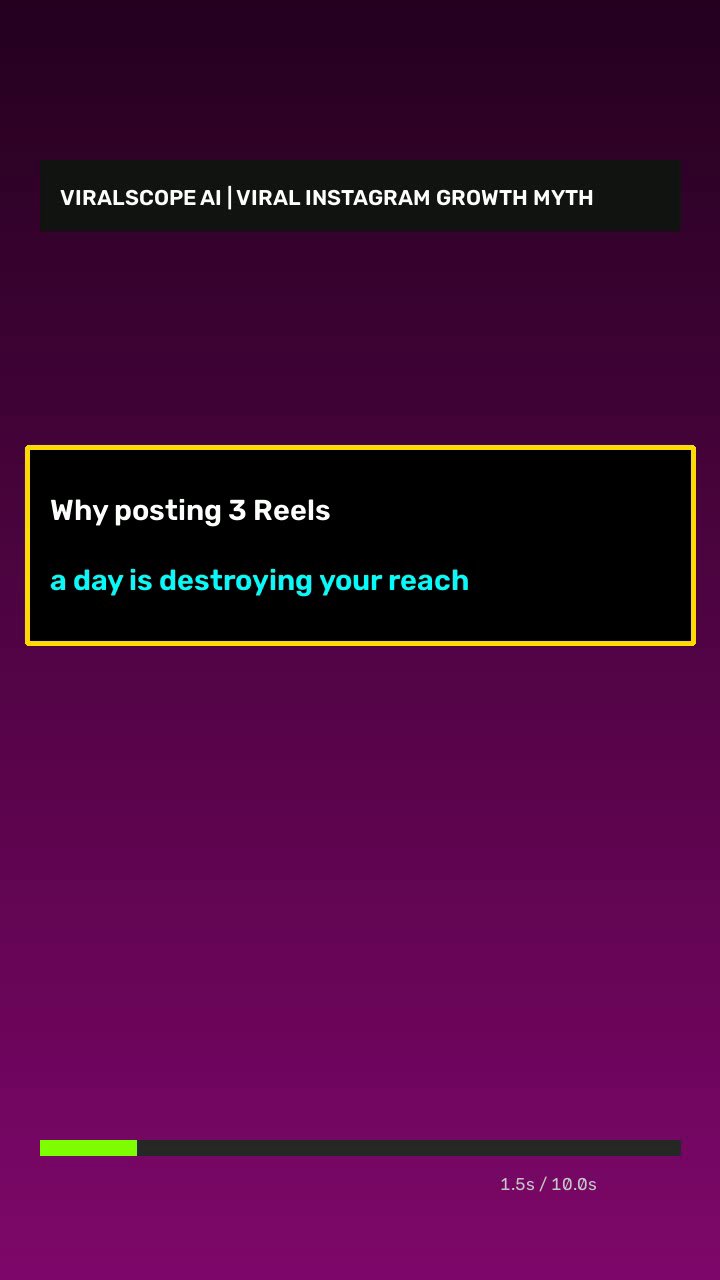 VIRALSCOPE AI | VIRAL INSTAGRAM GROWTH MYTH
Why posting 3 Reels
a day is destroying your reach
1.5s / 10.0s